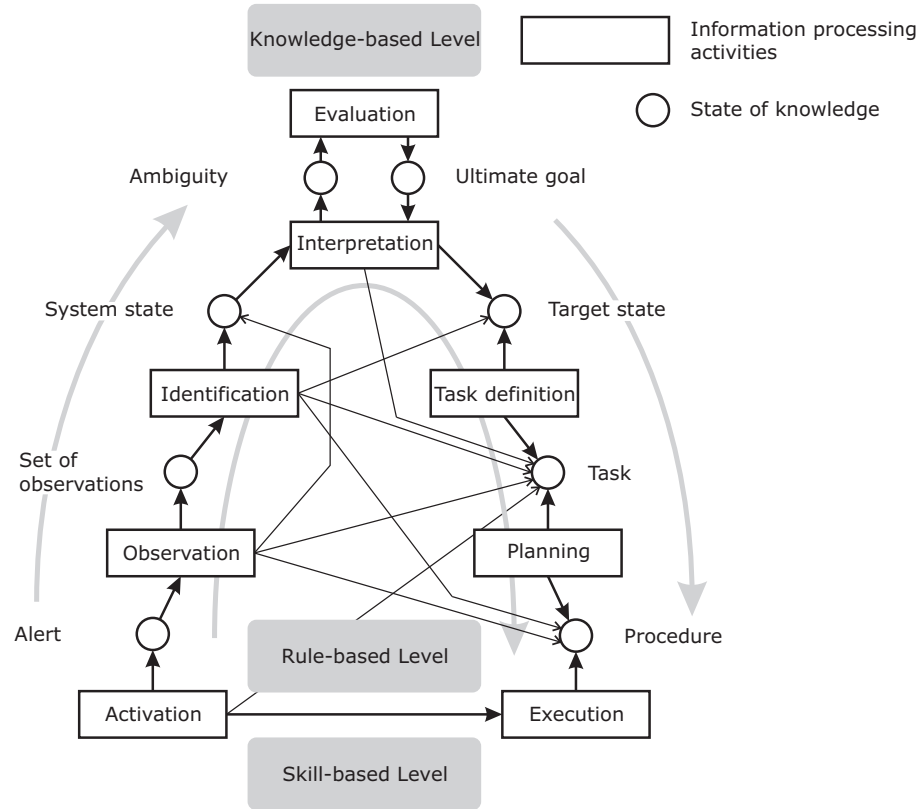 Knowledge-based Level
Information processing
activities
State of knowledge
Evaluation
Ambiguity
Ultimate goal
Interpretation
System state
Target state
Identification
Task definition
Set of
observations
Task
Observation
Planning
Alert
Rule-based Level
Procedure
Activation
Execution
Skill-based Level